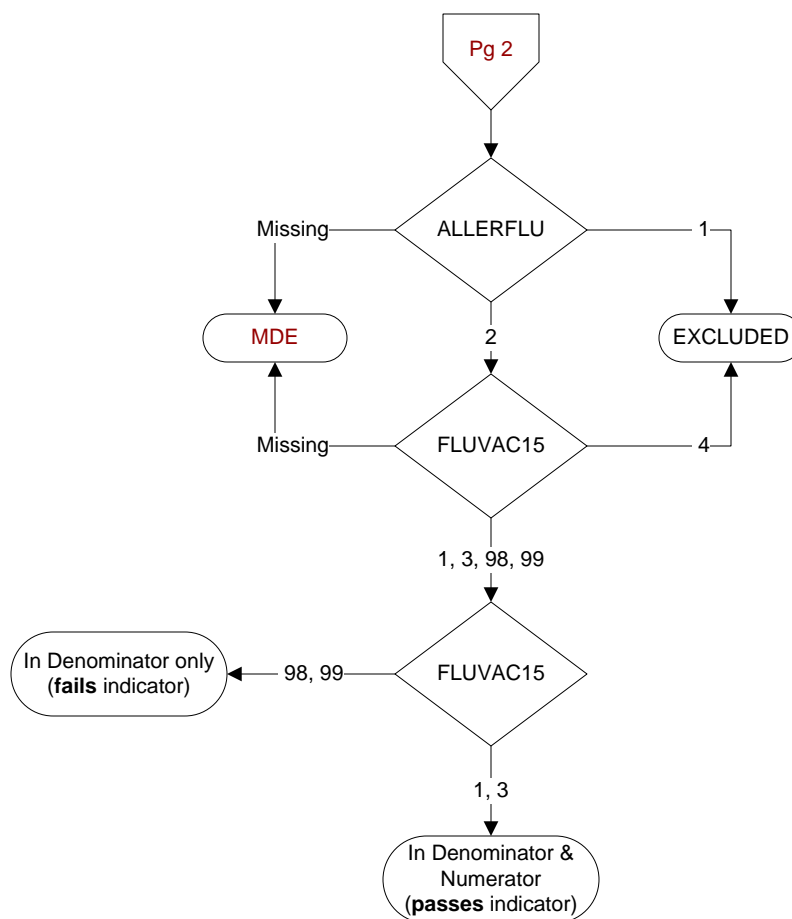 Pg 2
ALLERFLU
Missing
1
MDE
EXCLUDED
2
FLUVAC15
Missing
4
1, 3, 98, 99
FLUVAC15
98, 99
In Denominator only
(fails indicator)
1, 3
In Denominator &
Numerator
(passes indicator)